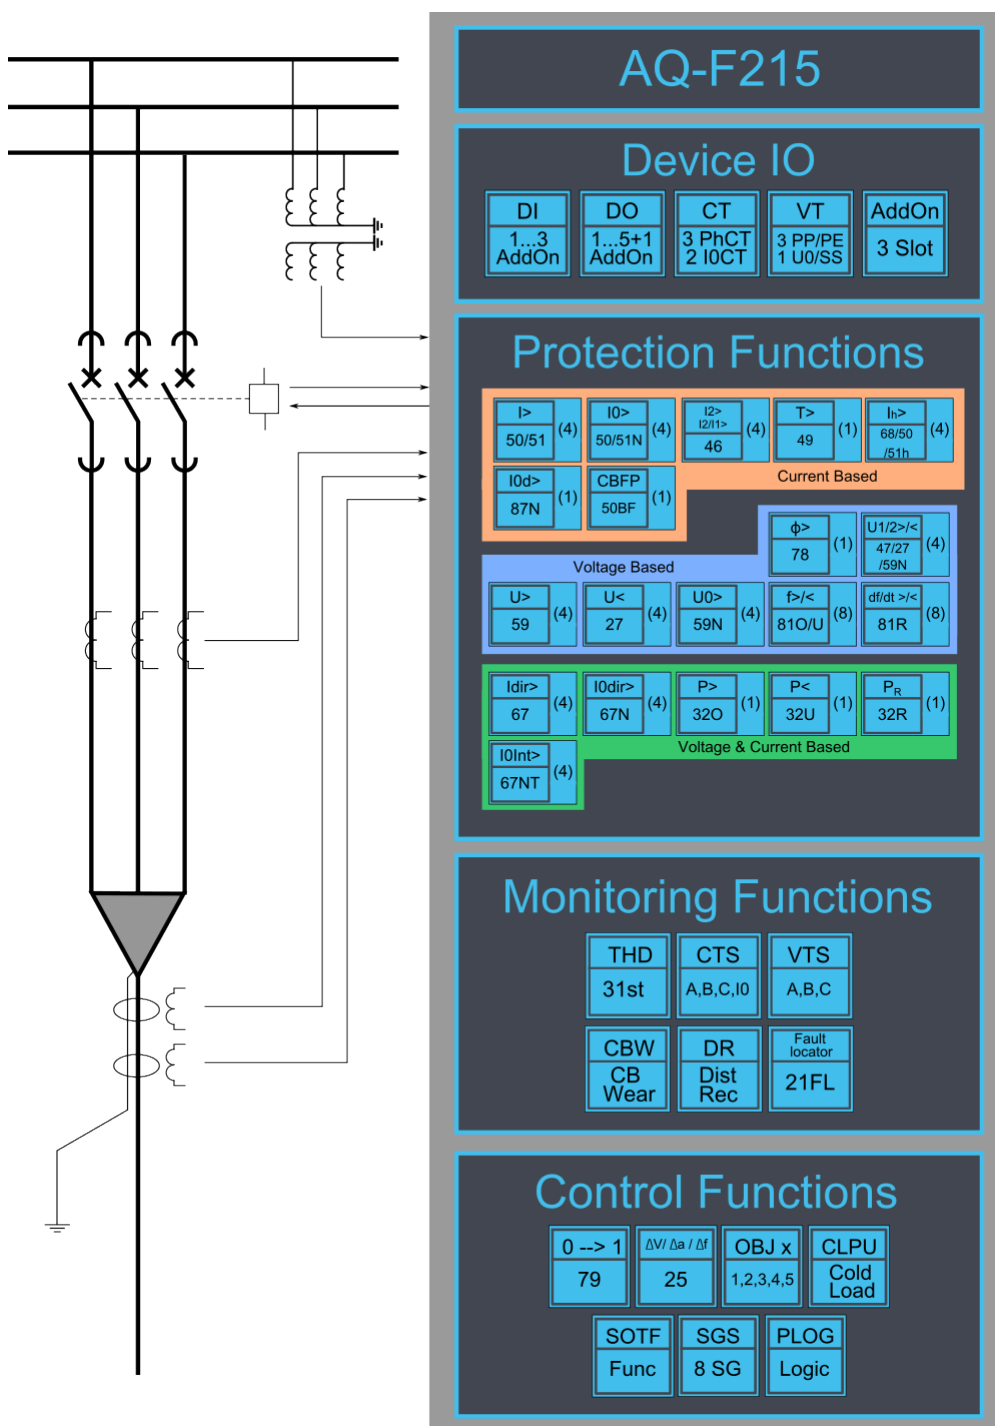 AQ-F215
Device IO
DI
1...3
AddOn
DO
1...5+1
AddOn
CT
3 PhCT
2 I0CT
VT
3 PP/PE
1 U0/SS
AddOn
3 Slot
Protection Functions
I>
50/51
(4)
I0>
50/51N
(4)
I2>
I2/I1>
46
(4)
T>
49
(1)
Ih>
68/50
/51h
(4)
I0d>
87N
(1)
CBFP
50BF
(1)
Current Based
ϕ>
78
(1)
U1/2>/<
47/27
/59N
(4)
Voltage Based
U>
59
(4)
U<
27
(4)
U0>
59N
(4)
f>/<
81O/U
(8)
df/dt >/<
81R
(8)
Idir>
67
(4)
I0dir>
67N
(4)
P>
32O
(1)
P<
32U
(1)
PR
32R
(1)
Voltage & Current Based
I0Int>
67NT
(4)
Monitoring Functions
THD
31st
CTS
A,B,C,I0
VTS
A,B,C
CBW
CB
Wear
DR
Dist
Rec
Fault
locator
21FL
Control Functions
0 --> 1
79
ΔV/ Δa / Δf
25
OBJ x
1,2,3,4,5
CLPU
Cold
Load
SOTF
Func
SGS
8 SG
PLOG
Logic